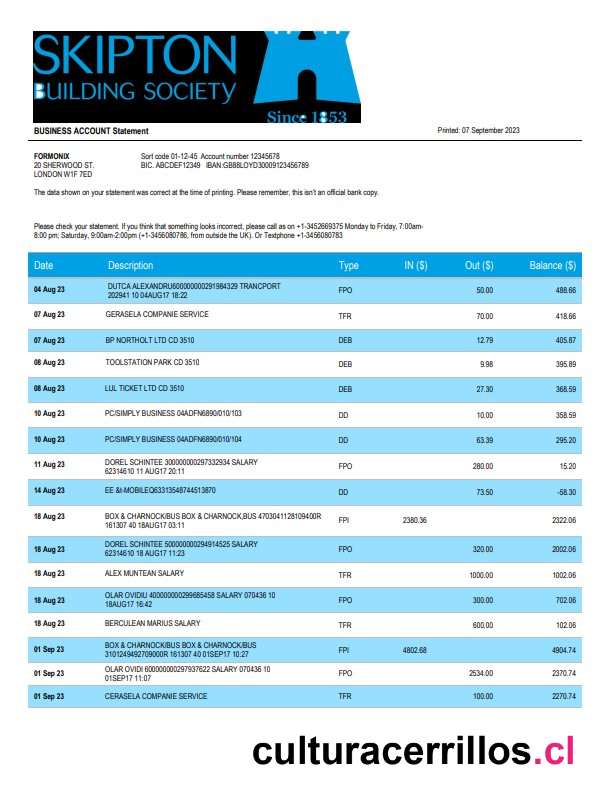 SKIPTON
BUILDING SOCIETY
Since 1853
BUSINESS ACCOUNT Statement
Printed: 07 September 2023
FORMONIX
Sort code 01-12-45 Account number 12345678
20 SHERWOOD ST.
BIC. ABCDEF12349 IBAN:GB88LOYD30009123456789
LONDON W1F 7ED
The data shown on your statement was correct at the time of printing. Please remember, this isn't an official bank copy.
Please check your statement. If you think that something looks incorrect, please call as on +1-3452669375 Monday to Friday, 7:00am-
8:00 pm; Saturday, 9:00am-2:00pm (+1-3456080786, from outside the UK). Or Textphone +1-3456080783
Date Description Type IN ($) Out ($) Balance ($)
04 Aug 23 DUTCA ALEXANDRU600000000291984329 TRANCPORT
202941 10 04AUG17 18:22 FPO 50.00 488.66
07 Aug 23 GERASELA COMPANIE SERVICE TFR 70.00 418.66
07 Aug 23 BP NORTHOLT LTD CD 3510 DEB 12.79 405.87
08 Aug 23 TOOLSTATION PARK CD 3510 DEB 9.98 395.89
08 Aug 23 LUL TICKET LTD CD 3510 DEB 27.30 368.59
10 Aug 23 PC/SIMPLY BUSINESS 04ADFN6890/010/103 DD 10.00 358.59
10 Aug 23 PC/SIMPLY BUSINESS 04ADFN6890/010/104 DD 63.39 295.20
11 Aug 23 DOREL SCHINTEE 300000000297332934 SALARY
62314610 11 AUG17 20:11 FPO 280.00 15.20
14 Aug 23 EE &t-MOBILEQ63313548744513870 DD 73.50 -58.30
18 Aug 23 BOX & CHARNOCK/BUS BOX & CHARNOCK,BUS 4703041128109400R
161307 40 18AUG17 03:11 FPI 2380.36 2322.06
18 Aug 23 DOREL SCHINTEE 500000000294914525 SALARY
62314610 18 AUG17 11:23 FPO 320.00 2002.06
18 Aug 23 ALEX MUNTEAN SALARY TFR 1000.00 1002.06
18 Aug 23 OLAR OVIDIU 400000000299685458 SALARY 070436 10
18AUG17 16:42 FPO 300.00 702.06
18 Aug 23 BERCULEAN MARIUS SALARY TFR 600.00 102.06
01 Sep 23 BOX & CHARNOCK/BUS BOX & CHARNOCK/BUS
3101249492709000R 161307 40 01SEP17 10:27 FPI 4802.68 4904.74
01 Sep 23 OLAR OVIDI 600000000297937622 SALARY 070436 10
01SEP17 11:07 FPO 2534.00 2370.74
01 Sep 23 CERASELA COMPANIE SERVICE TFR 100.00 2270.74
culturacerrillos.cl